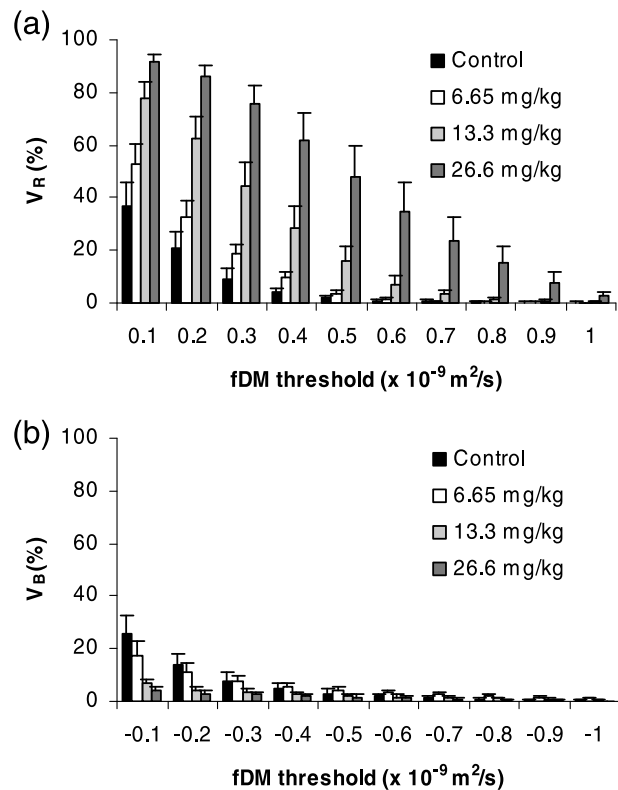 (a)
100
80
60
40
20
0
V_R (%)
Control
6.65 mg/kg
13.3 mg/kg
26.6 mg/kg
0.1 0.2 0.3 0.4 0.5 0.6 0.7 0.8 0.9 1
fDM threshold (x 10⁻⁹ m²/s)
(b)
100
80
60
40
20
0
V_B(%)
Control
6.65 mg/kg
13.3 mg/kg
26.6 mg/kg
-0.1 -0.2 -0.3 -0.4 -0.5 -0.6 -0.7 -0.8 -0.9 -1
fDM threshold (x 10⁻⁹ m²/s)